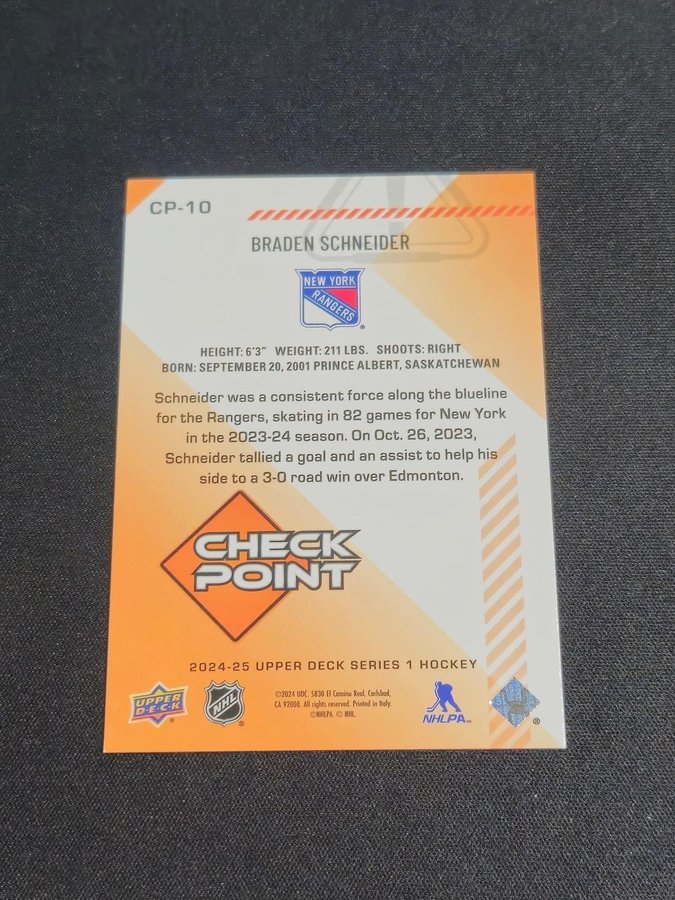 CP-10
BRADEN SCHNEIDER
NEW YORK
RANGERS
®
HEIGHT: 6'3" WEIGHT: 211 LBS. SHOOTS: RIGHT
BORN: SEPTEMBER 20, 2001 PRINCE ALBERT, SASKATCHEWAN
Schneider was a consistent force along the blueline
for the Rangers, skating in 82 games for New York
in the 2023-24 season. On Oct. 26, 2023,
Schneider tallied a goal and an assist to help his
side to a 3-0 road win over Edmonton.
CHECK
POINT
2024-25 UPPER DECK SERIES 1 HOCKEY
UPPER
D·E·C·K
®
NHL
®
©2024 UDC. 5830 El Camino Real, Carlsbad,
CA 92008. All rights reserved. Printed in Italy.
©NHLPA. © NHL.
NHLPA™
®